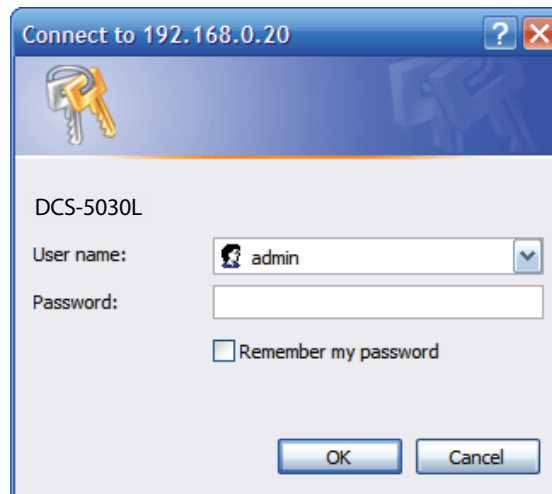 Connect to 192.168.0.20
?
DCS-5030L
User name:
admin
Password:
Remember my password
OK
Cancel